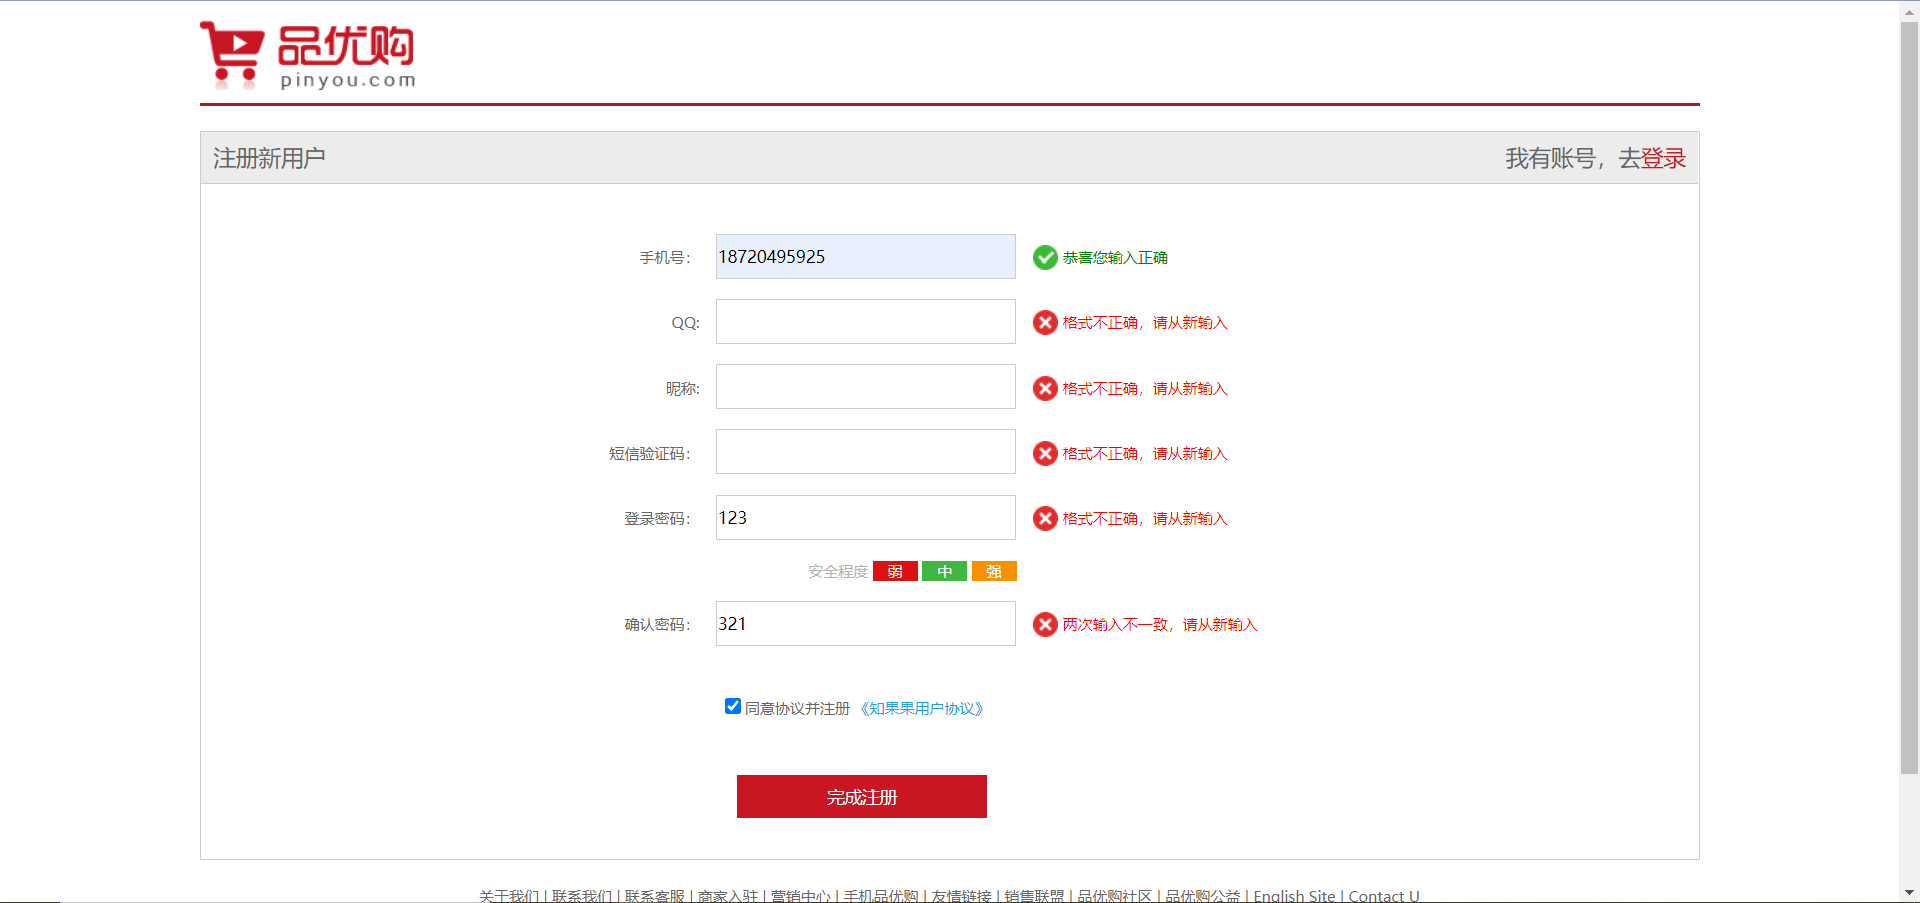 品优购
pinyou.com
注册新用户
我有账号，去登录
手机号：
18720495925
恭喜您输入正确
QQ:
格式不正确，请从新输入
昵称:
格式不正确，请从新输入
短信验证码：
格式不正确，请从新输入
登录密码：
123
格式不正确，请从新输入
安全程度 弱 中 强
确认密码：
321
两次输入不一致，请从新输入
同意协议并注册 《知果果用户协议》
完成注册
关于我们 | 联系我们 | 联系客服 | 商家入驻 | 营销中心 | 手机品优购 | 友情链接 | 销售联盟 | 品优购社区 | 品优购公益 | English Site | Contact U